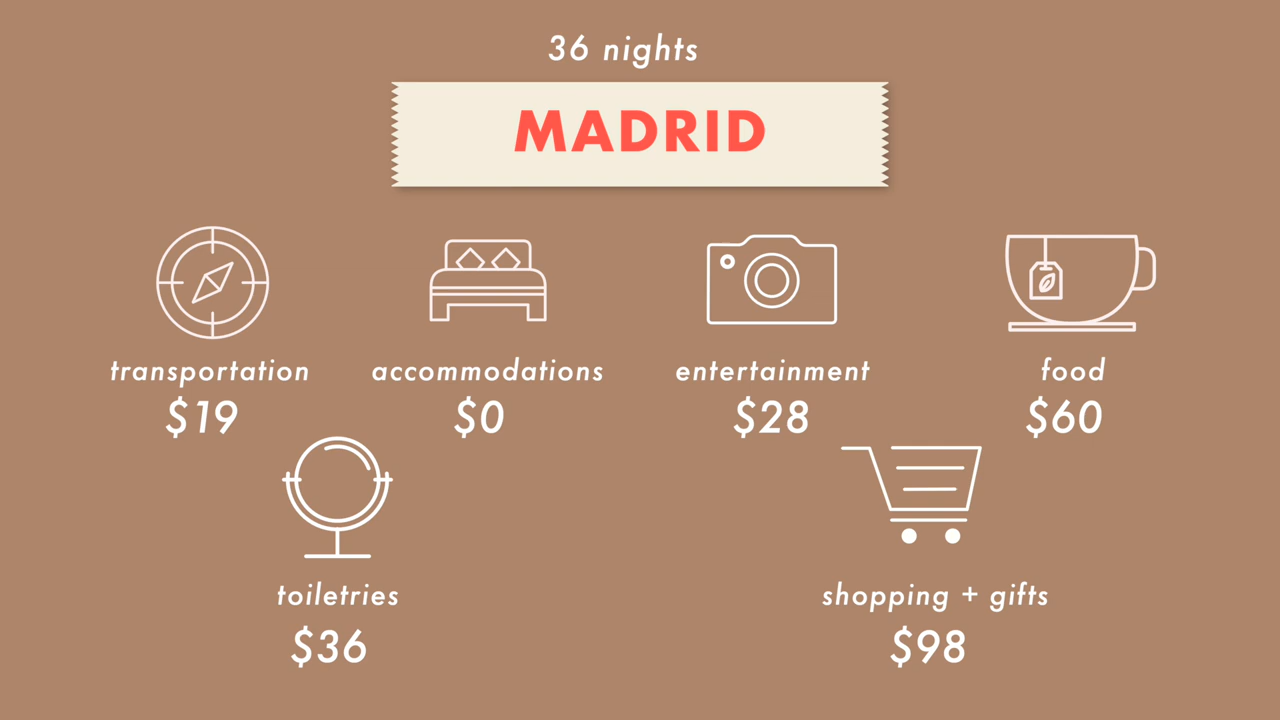 36 nights
MADRID
transportation accommodations entertainment food
$19 $0 $28 $60
toiletries shopping + gifts
$36 $98